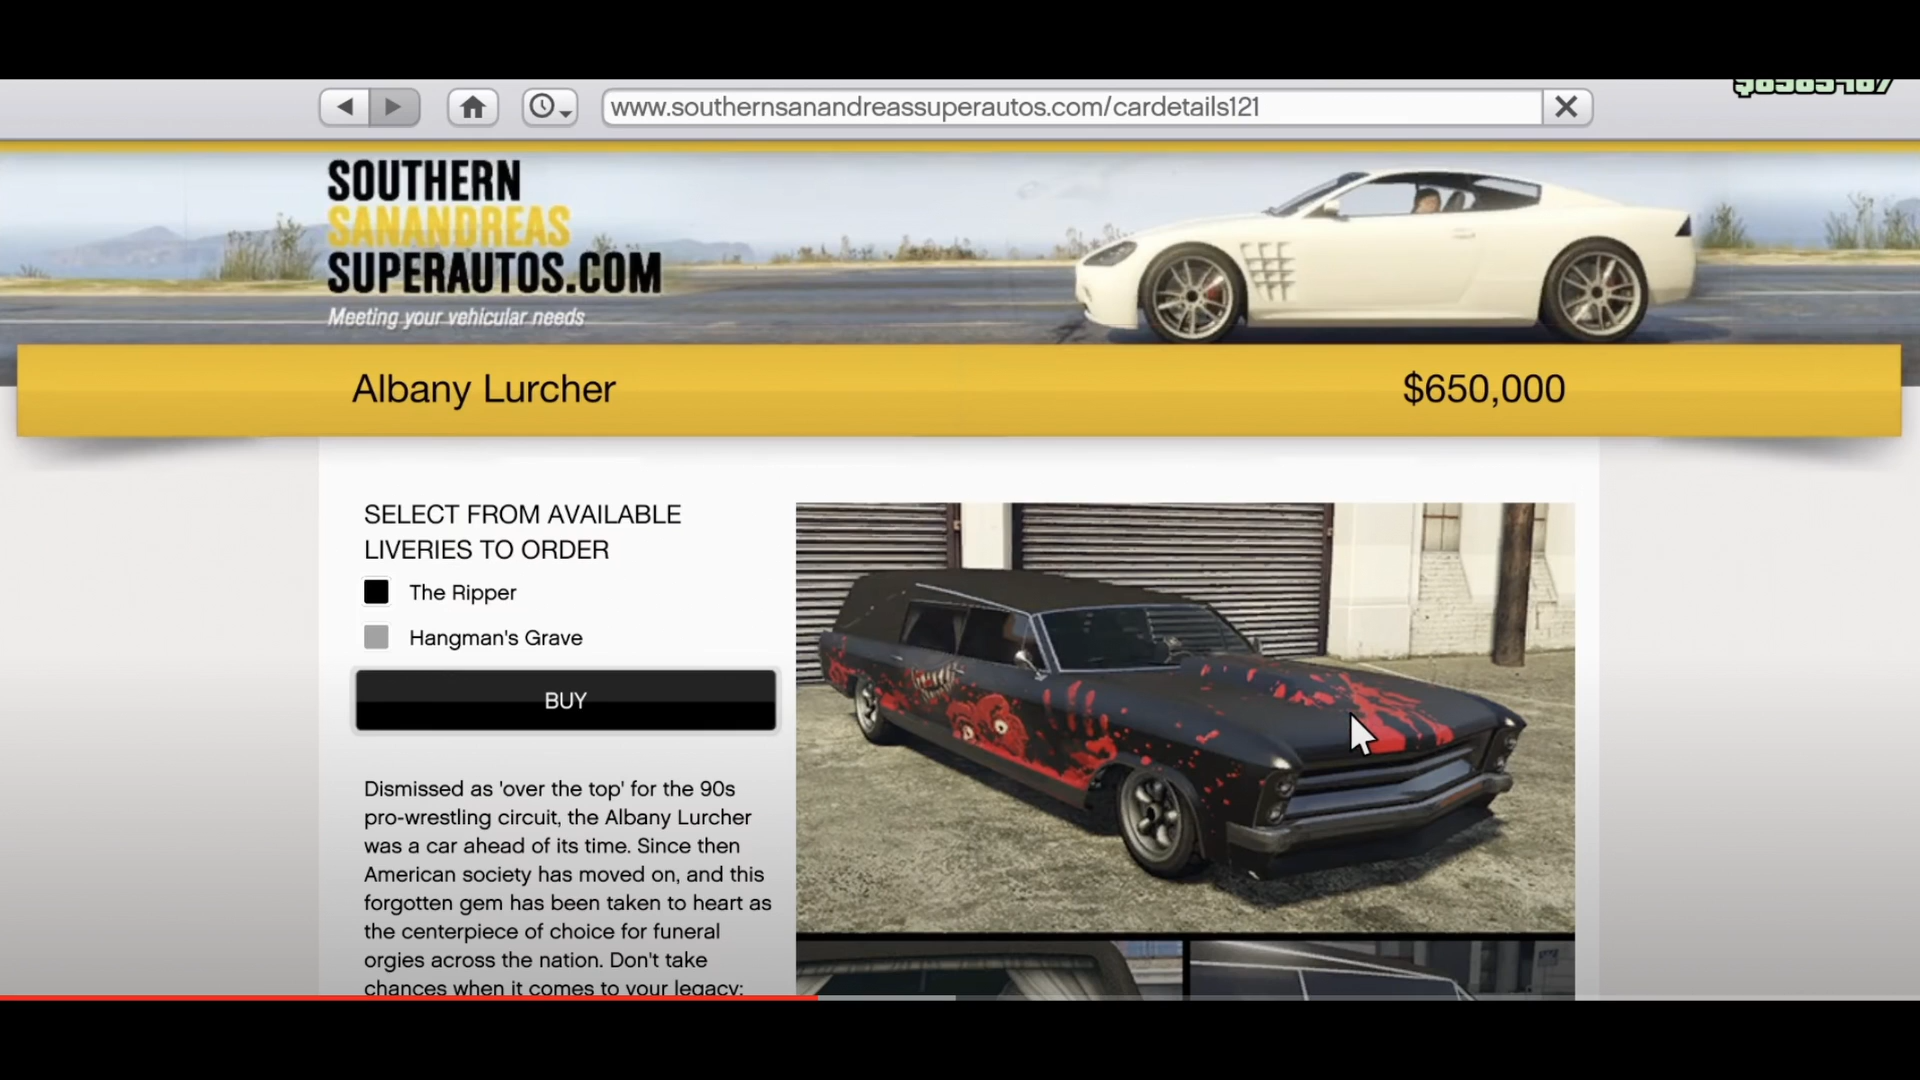 www.southernsanandreassuperautos.com/cardetails121
SOUTHERN
SANANDREAS
SUPERAUTOS.COM
Meeting your vehicular needs
Albany Lurcher
$650,000
SELECT FROM AVAILABLE
LIVERIES TO ORDER
The Ripper
Hangman's Grave
BUY
Dismissed as 'over the top' for the 90s
pro-wrestling circuit, the Albany Lurcher
was a car ahead of its time. Since then
American society has moved on, and this
forgotten gem has been taken to heart as
the centerpiece of choice for funeral
orgies across the nation. Don't take
chances when it comes to your legacy: